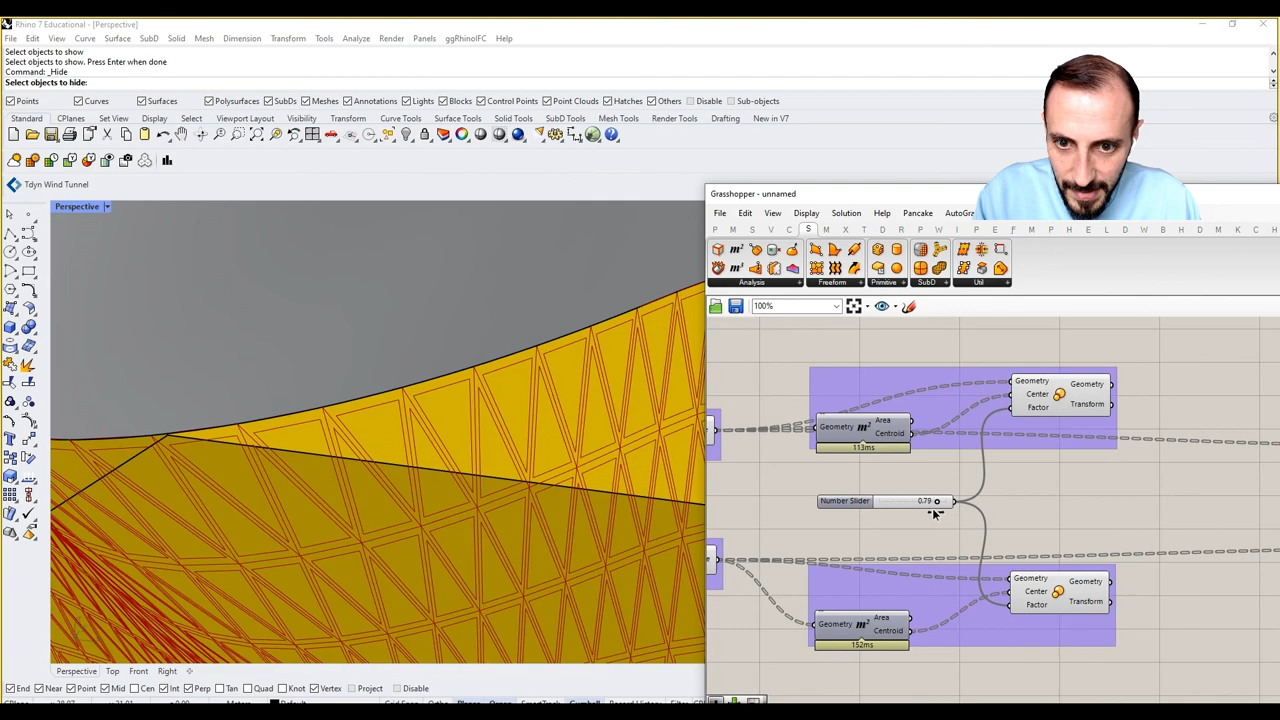 Rhino 7 Educational - [Perspective]
File Edit View Curve Surface SubD Solid Mesh Dimension Transform Tools Analyze Render Panels ggRhinoIFC Help
Select objects to show
Select objects to show. Press Enter when done
Command: _Hide
Select objects to hide:
Points Curves Surfaces Polysurfaces SubDs Meshes Annotations Lights Blocks Control Points Point Clouds Hatches Others Disable Sub-objects
Standard CPlanes Set View Display Select Viewport Layout Visibility Transform Curve Tools Surface Tools Solid Tools SubD Tools Mesh Tools Render Tools Drafting New in V7
Tdyn Wind Tunnel
Perspective
Grasshopper - unnamed
File Edit View Display Solution Help Pancake AutoGra
P M S V C S M X T D R P W I E P K B H L D B C
Analysis Freeform Primitive SubD Util
100%
Geometry Geometry
Center
Factor Transform
Area
Geometry m² Centroid
113ms
Number Slider 0.79
Geometry Geometry
Center
Factor Transform
Area
Geometry m² Centroid
152ms
Perspective Top Front Right
End Near Point Mid Cen Int Perp Tan Quad Knot Vertex Project Disable